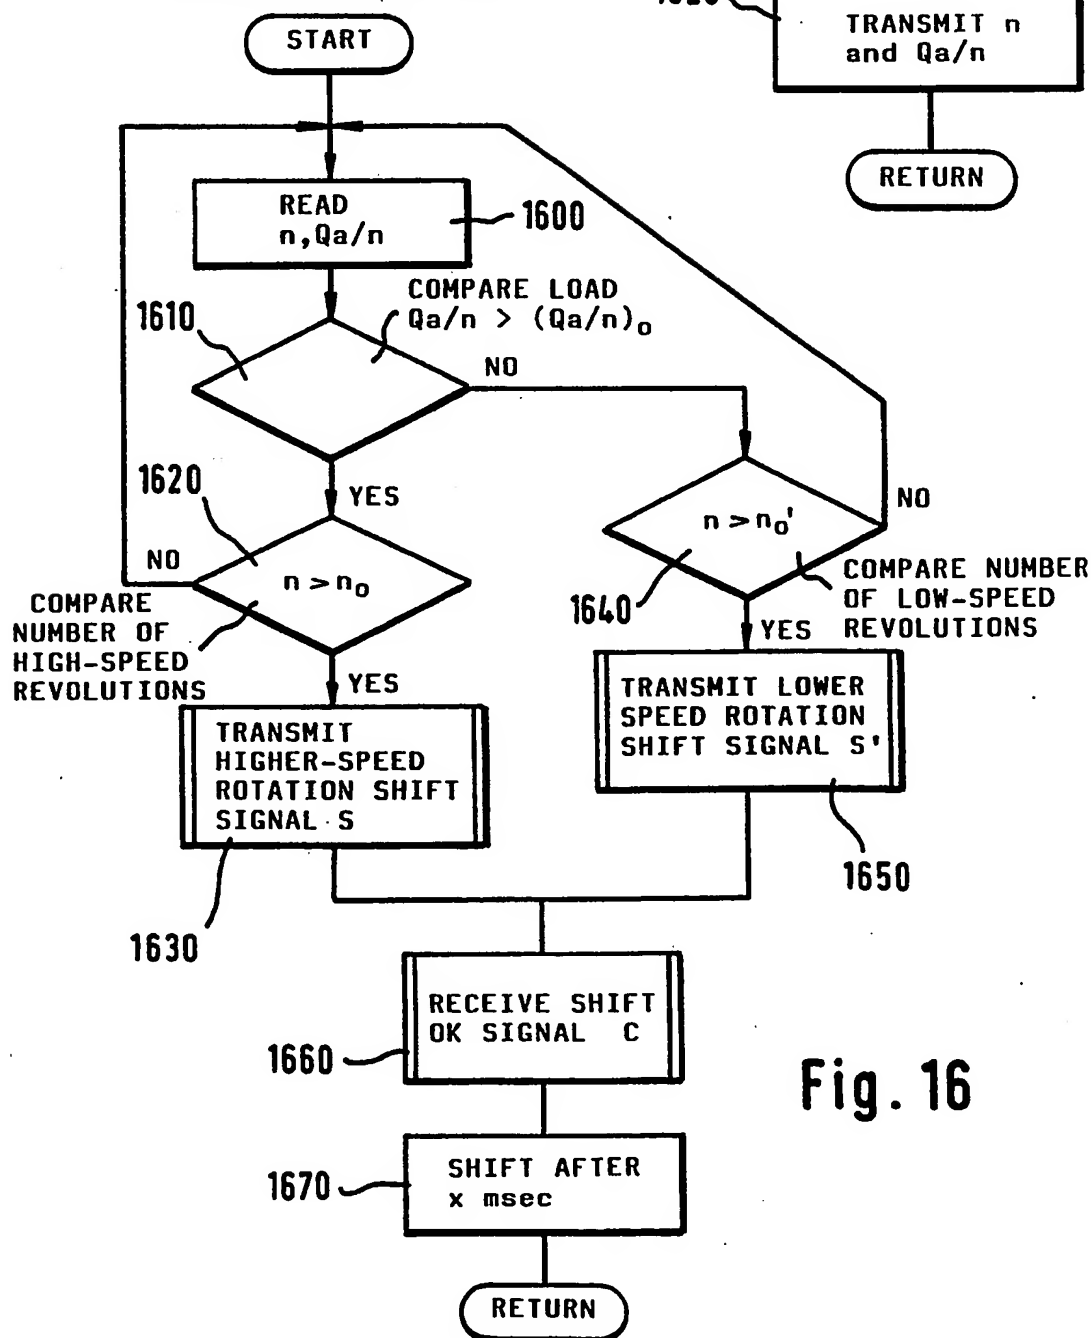 START
TRANSMIT n
and Qa/n
RETURN
READ
n,Qa/n
1600
COMPARE LOAD
Qa/n > (Qa/n)₀
1610
NO
YES
1620
NO
n > n₀
COMPARE
NUMBER OF
HIGH-SPEED
REVOLUTIONS
YES
n > n₀'
NO
1640
COMPARE NUMBER
OF LOW-SPEED
REVOLUTIONS
YES
TRANSMIT
HIGHER-SPEED
ROTATION SHIFT
SIGNAL S
1630
TRANSMIT LOWER
SPEED ROTATION
SHIFT SIGNAL S'
1650
RECEIVE SHIFT
OK SIGNAL C
1660
SHIFT AFTER
x msec
1670
RETURN
Fig. 16